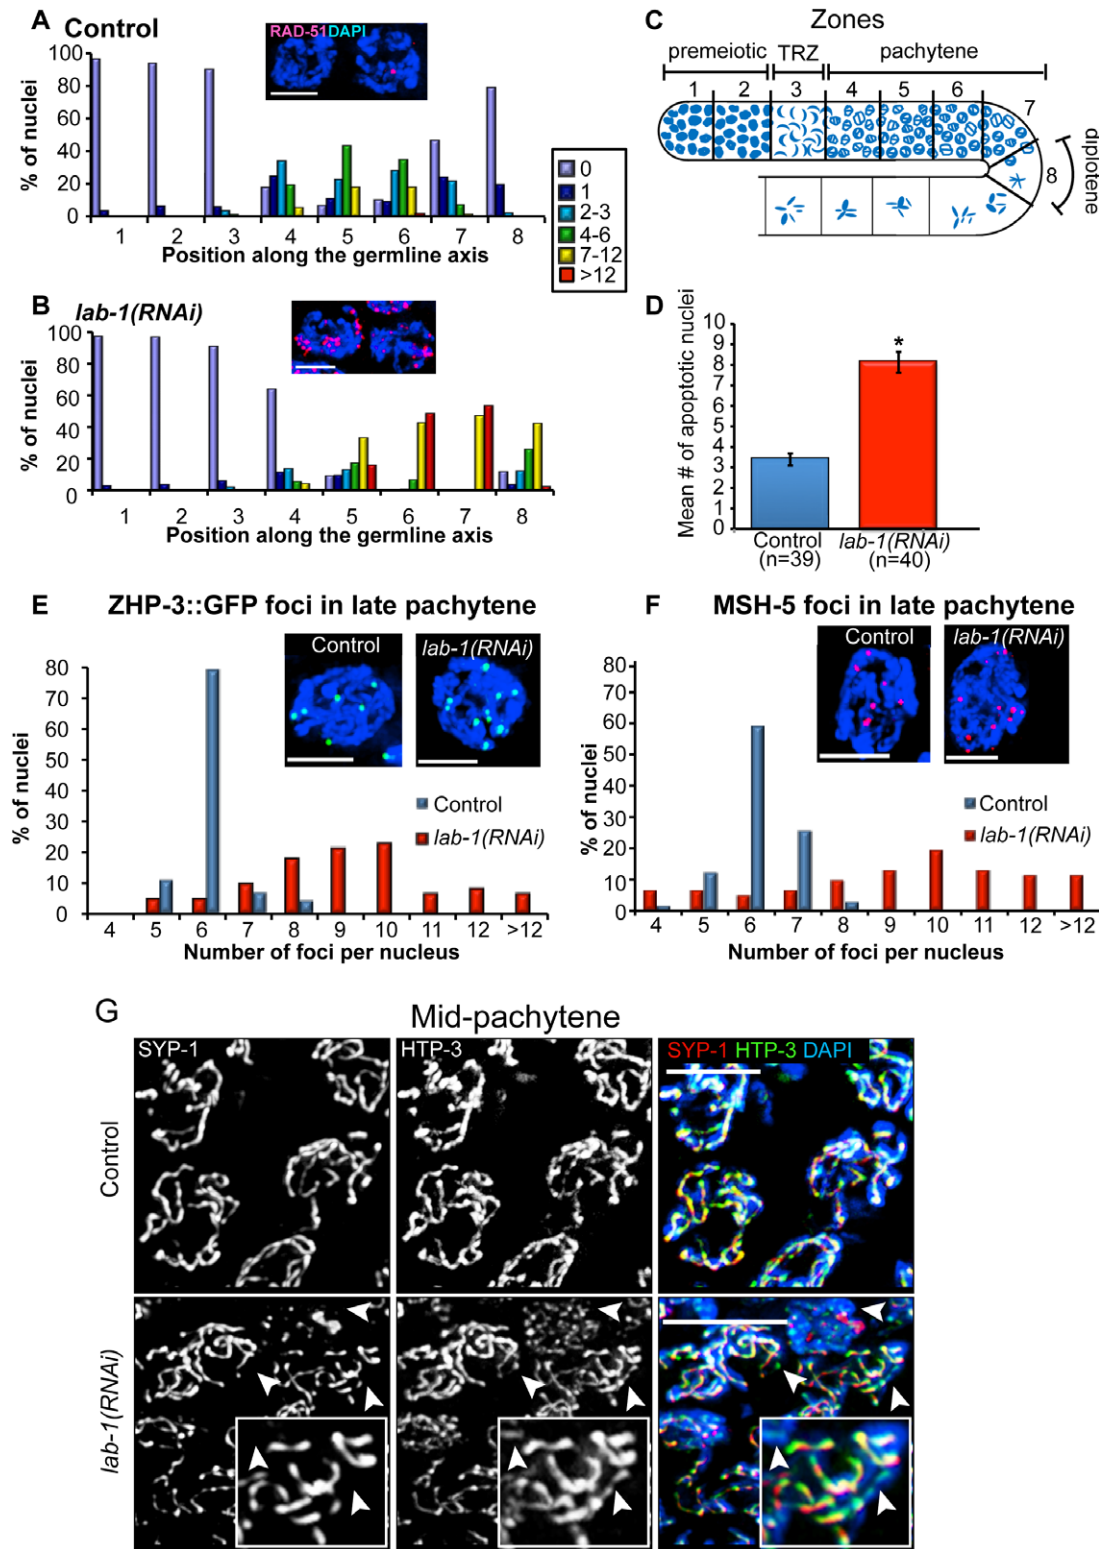 A
Control
RAD-51DAPI
% of nuclei
100
80
60
40
20
0
1 2 3 4 5 6 7 8
Position along the germline axis
0
1
2-3
4-6
7-12
>12
B
lab-1(RNAi)
% of nuclei
100
80
60
40
20
0
1 2 3 4 5 6 7 8
Position along the germline axis
C
Zones
premeiotic TRZ pachytene
1 2 3 4 5 6 7
8
diplotene
D
Mean # of apoptotic nuclei
10
9
8
7
6
5
4
3
2
1
0
*
Control
(n=39)
lab-1(RNAi)
(n=40)
E
ZHP-3::GFP foci in late pachytene
Control
lab-1(RNAi)
% of nuclei
80
70
60
50
40
30
20
10
0
Control
lab-1(RNAi)
4 5 6 7 8 9 10 11 12 >12
Number of foci per nucleus
F
MSH-5 foci in late pachytene
Control
lab-1(RNAi)
% of nuclei
80
70
60
50
40
30
20
10
0
Control
lab-1(RNAi)
4 5 6 7 8 9 10 11 12 >12
Number of foci per nucleus
G
Mid-pachytene
SYP-1
HTP-3
SYP-1 HTP-3 DAPI
Control
lab-1(RNAi)